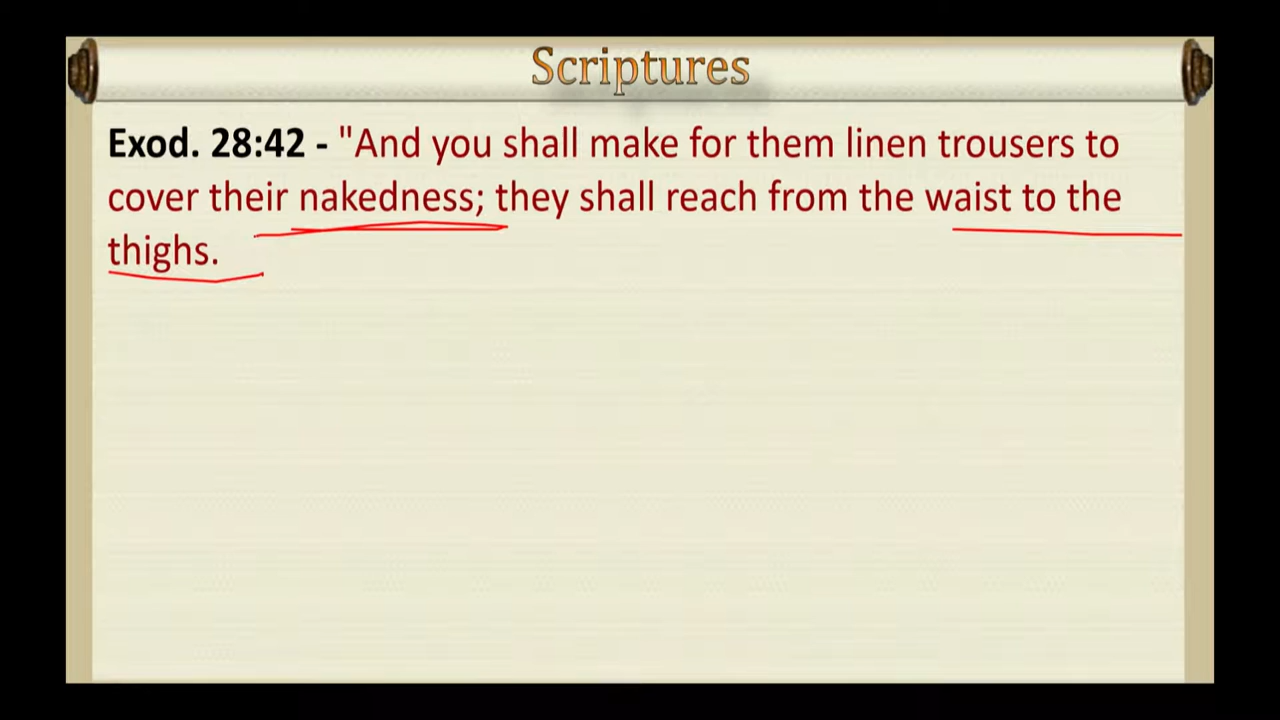 Scriptures
Exod. 28:42 - "And you shall make for them linen trousers to
cover their nakedness; they shall reach from the waist to the
thighs.